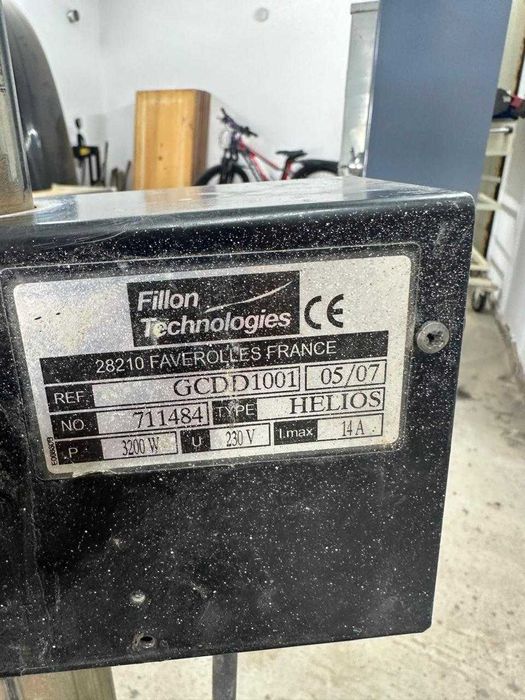 Fillon
Technologies CE
28210 FAVEROLLES FRANCE
REF. GCDD1001 05/07
NO. 711484 TYPE HELIOS
P 3200 W U 230 V I.max 14 A